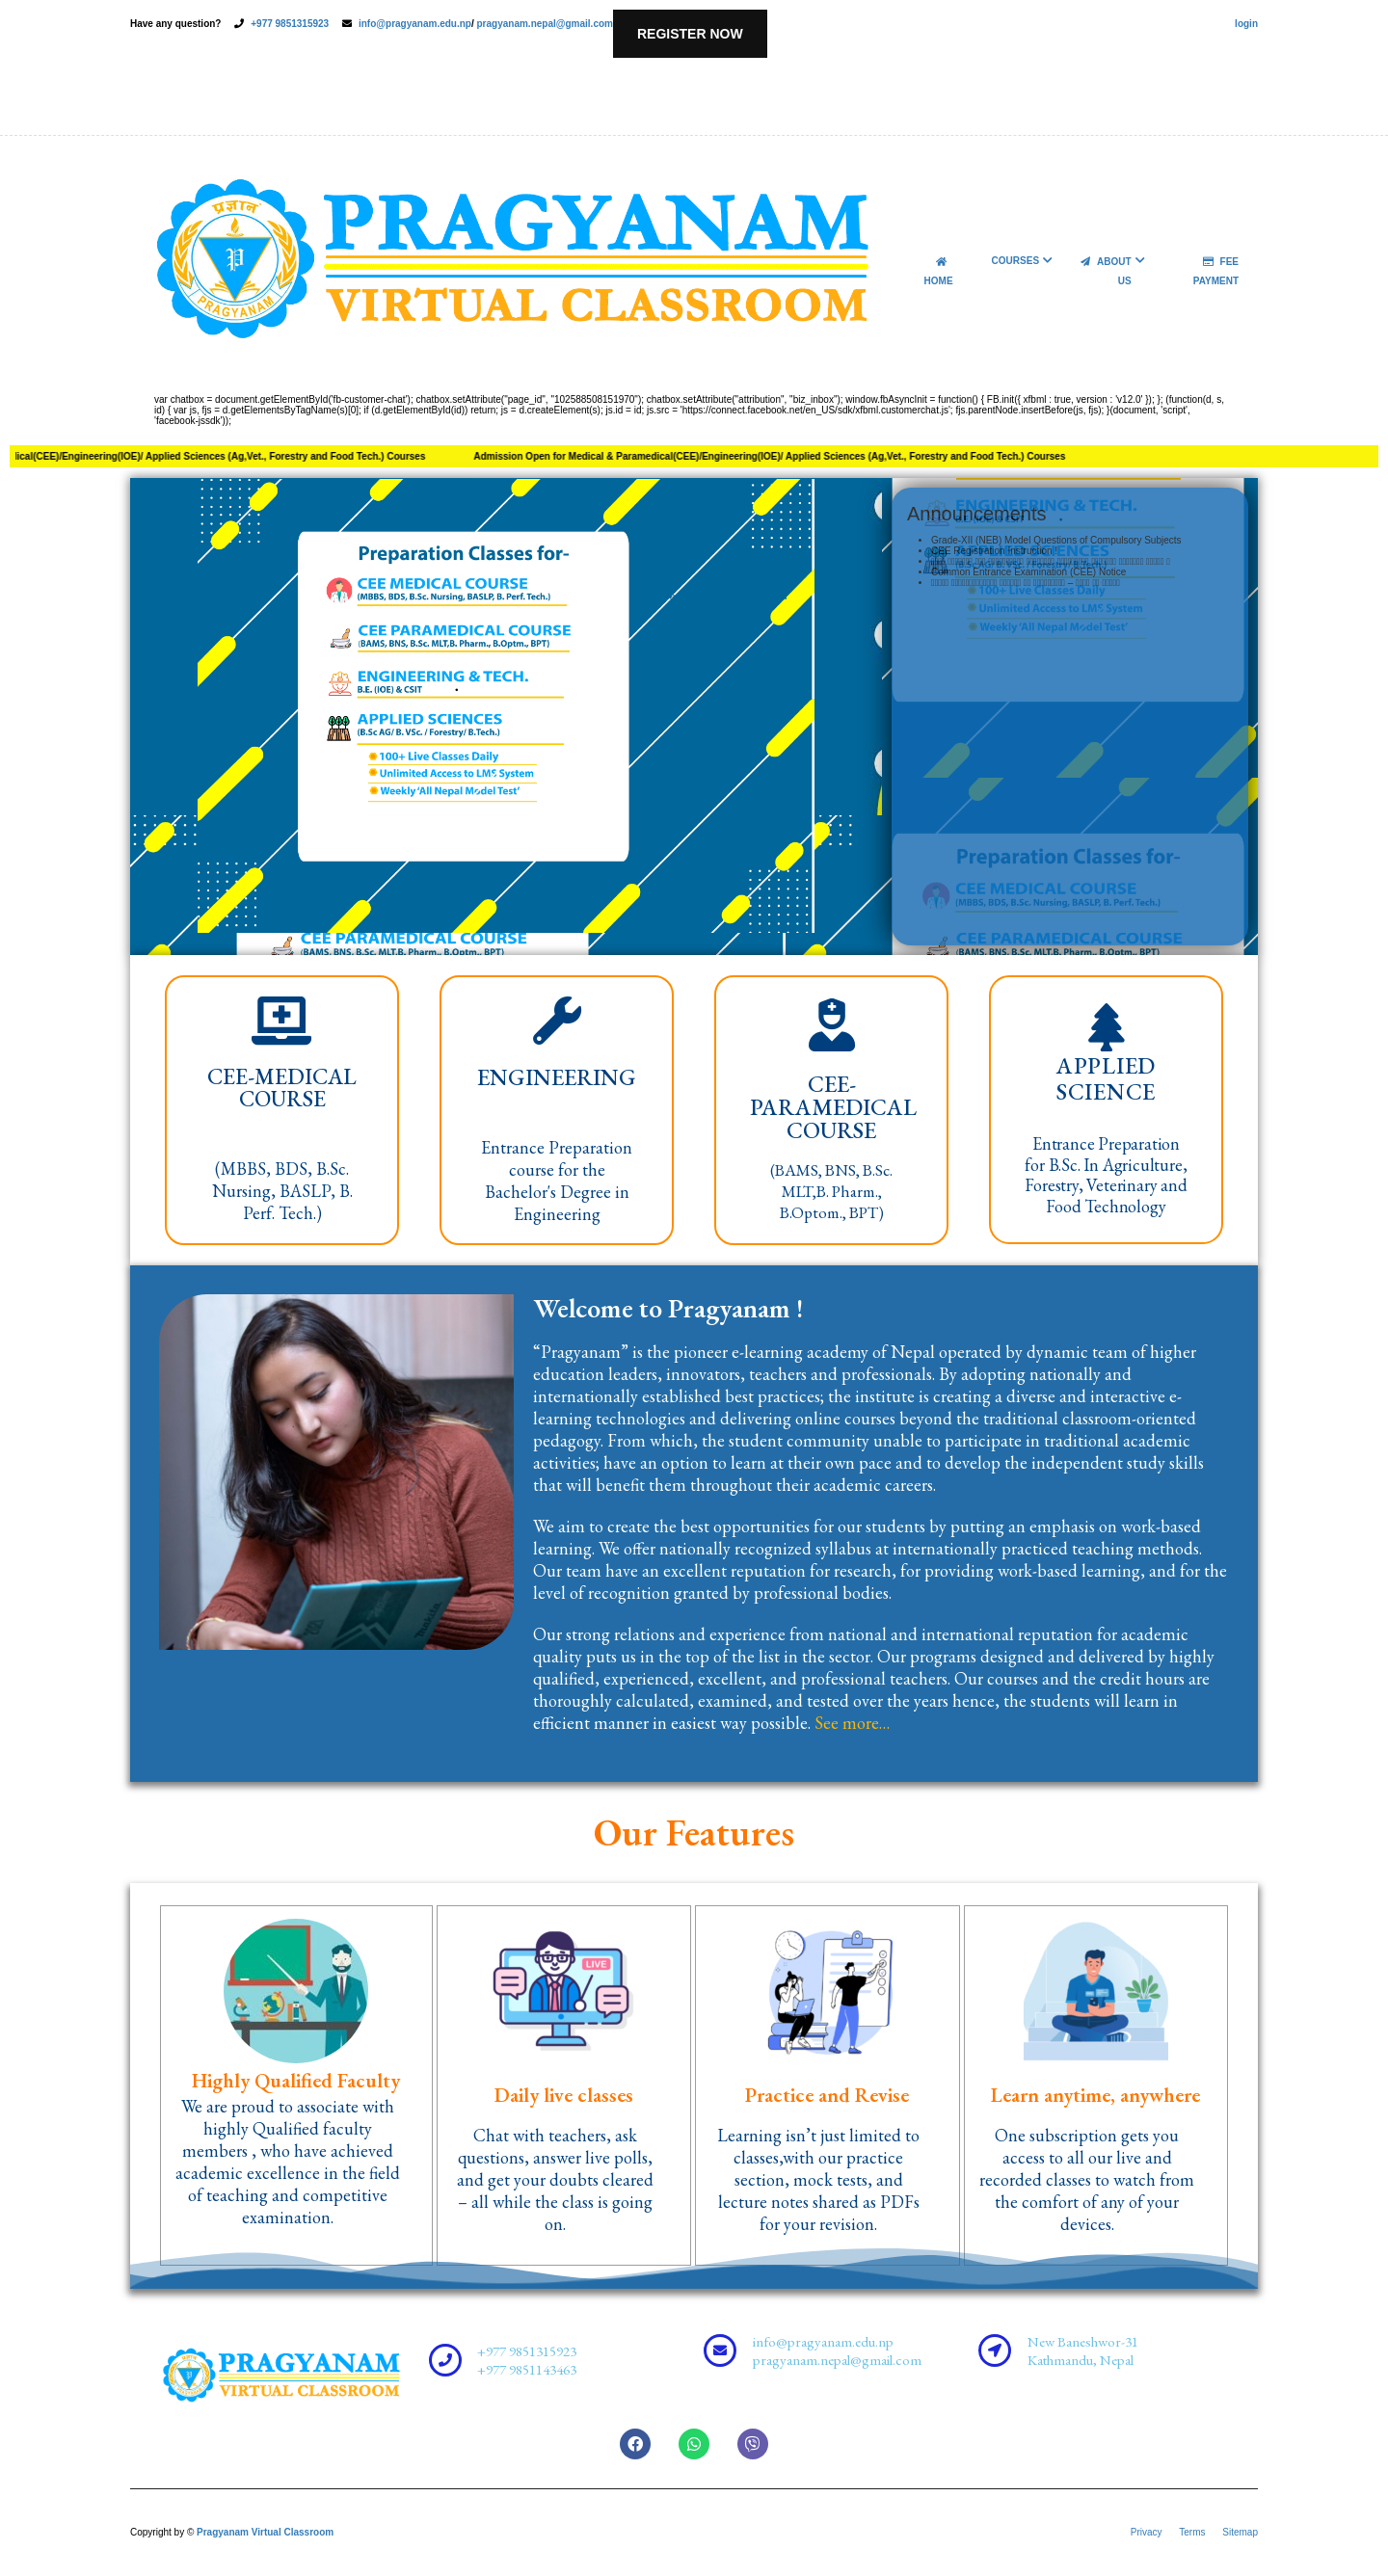 Have any question? +977 9851315923 info@pragyanam.edu.np/ pragyanam.nepal@gmail.com REGISTER NOW login
प्रज्ञान
PRAGYANAM
PRAGYANAM
VIRTUAL CLASSROOM
HOME
COURSES
ABOUT US
FEE PAYMENT
var chatbox = document.getElementById('fb-customer-chat'); chatbox.setAttribute("page_id", "102588508151970"); chatbox.setAttribute("attribution", "biz_inbox"); window.fbAsyncInit = function() { FB.init({ xfbml : true, version : 'v12.0' }); }; (function(d, s,
id) { var js, fjs = d.getElementsByTagName(s)[0]; if (d.getElementById(id)) return; js = d.createElement(s); js.id = id; js.src = 'https://connect.facebook.net/en_US/sdk/xfbml.customerchat.js'; fjs.parentNode.insertBefore(js, fjs); }(document, 'script',
'facebook-jssdk'));
lical(CEE)/Engineering(IOE)/ Applied Sciences (Ag,Vet., Forestry and Food Tech.) Courses Admission Open for Medical & Paramedical(CEE)/Engineering(IOE)/ Applied Sciences (Ag,Vet., Forestry and Food Tech.) Courses
Preparation Classes for-
CEE MEDICAL COURSE
(MBBS, BDS, B.Sc. Nursing, BASLP, B. Perf. Tech.)
CEE PARAMEDICAL COURSE
(BAMS, BNS, B.Sc. MLT,B. Pharm., B.Optm., BPT)
ENGINEERING & TECH.
B.E. (IOE) & CSIT
APPLIED SCIENCES
(B.Sc AG/ B. VSc. / Forestry/ B.Tech.)
100+ Live Classes Daily
Unlimited Access to LMS System
Weekly 'All Nepal Model Test'
CEE PARAMEDICAL COURSE
(BAMS, BNS, B.Sc. MLT,B. Pharm., B.Optm., BPT)
ENGINEERING & TECH.
Announcements
Grade-XII (NEB) Model Questions of Compulsory Subjects
CEE Registration Instruction
Common Entrance Examination (CEE) Notice
100+ Live Classes Daily
Unlimited Access to LMS System
Weekly 'All Nepal Model Test'
Preparation Classes for-
CEE MEDICAL COURSE
(MBBS, BDS, B.Sc. Nursing, BASLP, B. Perf. Tech.)
CEE PARAMEDICAL COURSE
(BAMS, BNS, B.Sc. MLT,B. Pharm., B.Optm., BPT)
CEE-MEDICAL
COURSE
(MBBS, BDS, B.Sc.
Nursing, BASLP, B.
Perf. Tech.)
ENGINEERING
Entrance Preparation
course for the
Bachelor's Degree in
Engineering
CEE-
PARAMEDICAL
COURSE
(BAMS, BNS, B.Sc.
MLT,B. Pharm.,
B.Optom., BPT)
APPLIED
SCIENCE
Entrance Preparation
for B.Sc. In Agriculture,
Forestry, Veterinary and
Food Technology
Welcome to Pragyanam !
“Pragyanam” is the pioneer e-learning academy of Nepal operated by dynamic team of higher
education leaders, innovators, teachers and professionals. By adopting nationally and
internationally established best practices; the institute is creating a diverse and interactive e-
learning technologies and delivering online courses beyond the traditional classroom-oriented
pedagogy. From which, the student community unable to participate in traditional academic
activities; have an option to learn at their own pace and to develop the independent study skills
that will benefit them throughout their academic careers.
We aim to create the best opportunities for our students by putting an emphasis on work-based
learning. We offer nationally recognized syllabus at internationally practiced teaching methods.
Our team have an excellent reputation for research, for providing work-based learning, and for the
level of recognition granted by professional bodies.
Our strong relations and experience from national and international reputation for academic
quality puts us in the top of the list in the sector. Our programs designed and delivered by highly
qualified, experienced, excellent, and professional teachers. Our courses and the credit hours are
thoroughly calculated, examined, and tested over the years hence, the students will learn in
efficient manner in easiest way possible. See more...
Our Features
Highly Qualified Faculty
We are proud to associate with
highly Qualified faculty
members , who have achieved
academic excellence in the field
of teaching and competitive
examination.
LIVE
Daily live classes
Chat with teachers, ask
questions, answer live polls,
and get your doubts cleared
– all while the class is going
on.
Practice and Revise
Learning isn’t just limited to
classes,with our practice
section, mock tests, and
lecture notes shared as PDFs
for your revision.
Learn anytime, anywhere
One subscription gets you
access to all our live and
recorded classes to watch from
the comfort of any of your
devices.
PRAGYANAM
VIRTUAL CLASSROOM
+977 9851315923
+977 9851143463
info@pragyanam.edu.np
pragyanam.nepal@gmail.com
New Baneshwor-31
Kathmandu, Nepal
Copyright by © Pragyanam Virtual Classroom
Privacy Terms Sitemap